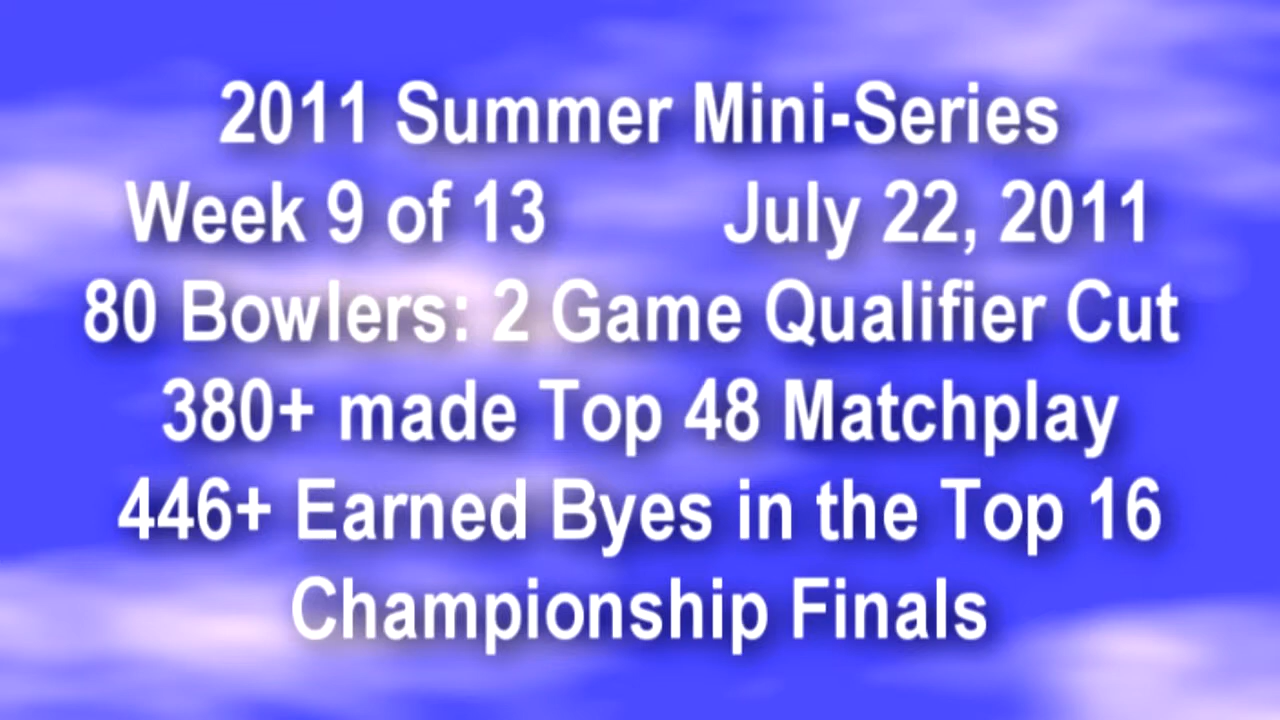 2011 Summer Mini-Series
Week 9 of 13 July 22, 2011
80 Bowlers: 2 Game Qualifier Cut
380+ made Top 48 Matchplay
446+ Earned Byes in the Top 16
Championship Finals